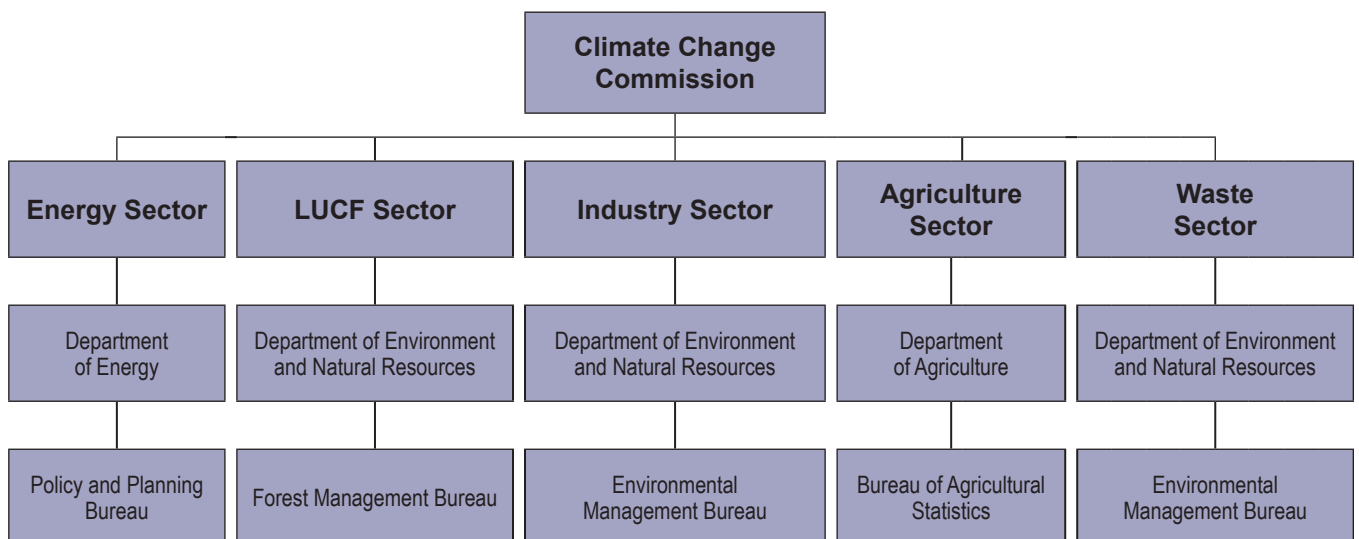 Climate Change
Commission
Energy Sector
LUCF Sector
Industry Sector
Agriculture
Sector
Waste
Sector
Department
of Energy
Department of Environment
and Natural Resources
Department of Environment
and Natural Resources
Department
of Agriculture
Department of Environment
and Natural Resources
Policy and Planning
Bureau
Forest Management Bureau
Environmental
Management Bureau
Bureau of Agricultural
Statistics
Environmental
Management Bureau